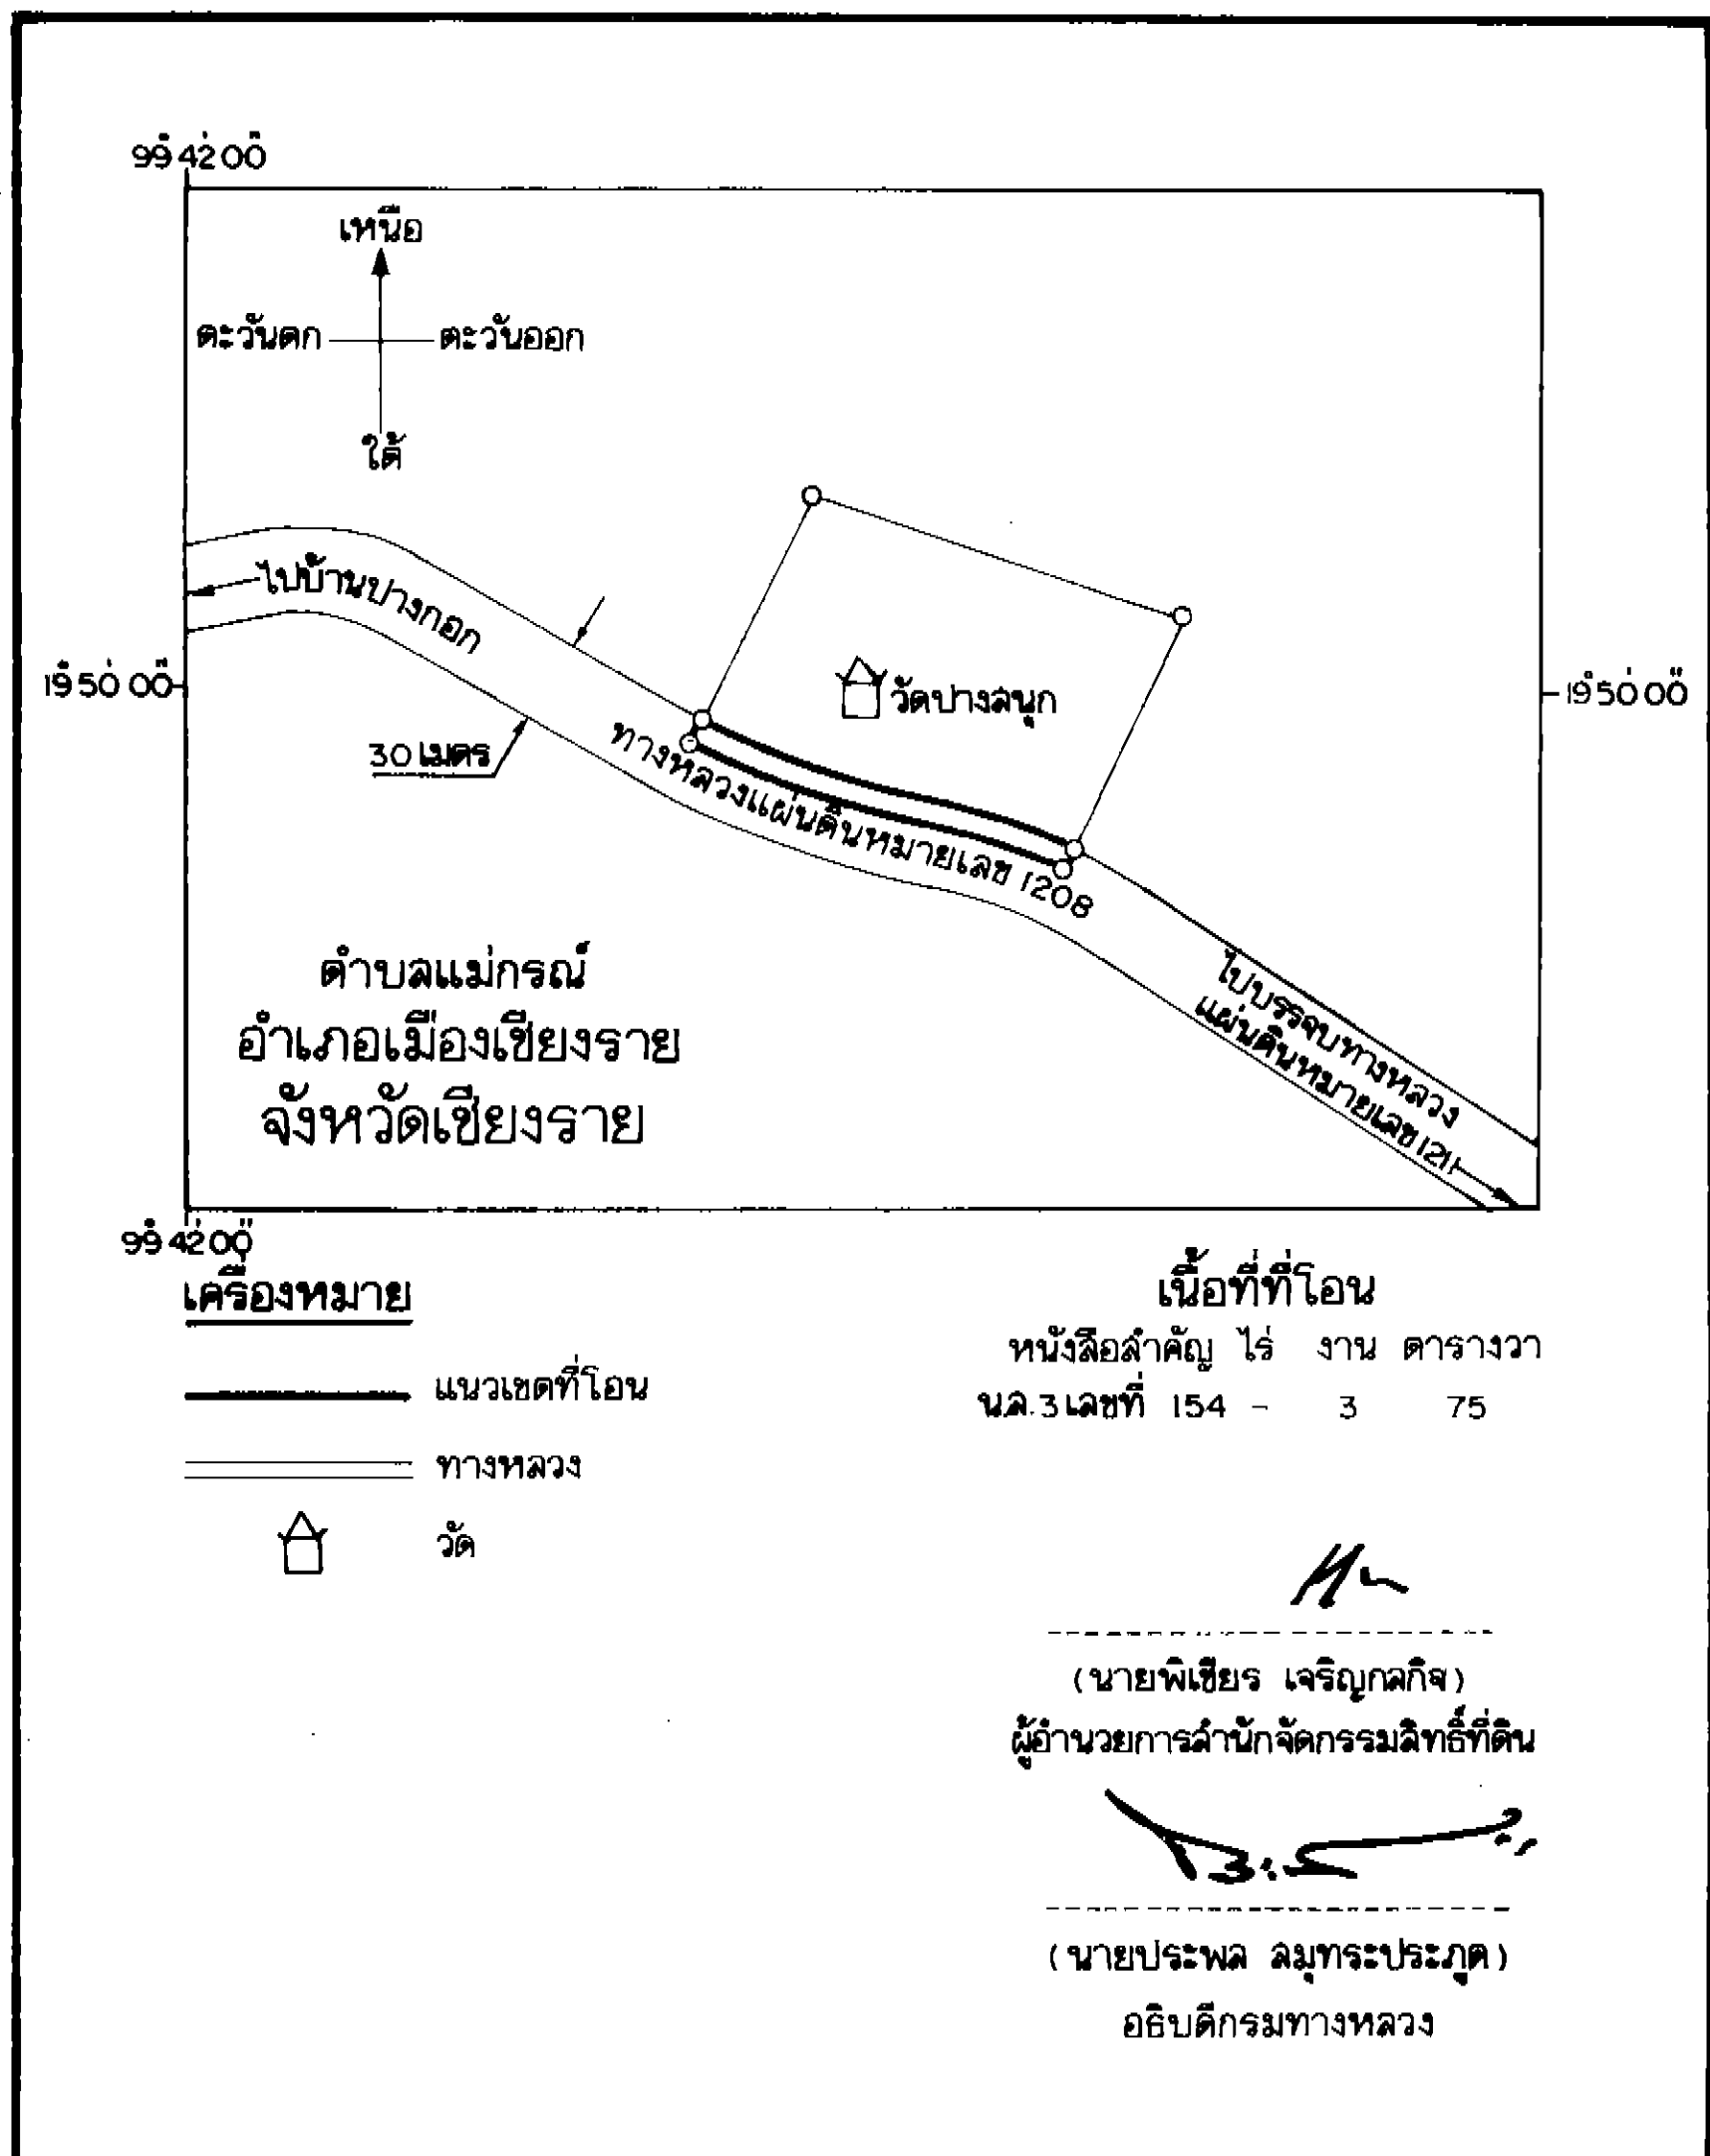 99° 42' 00"
เหนือ
ตะวันตก
ตะวันออก
ใต้
ไปบ้านปางกอก
19° 50' 00"
19° 50' 00"
วัดปางสนุก
30 เมตร
ทางหลวงแผ่นดินหมายเลข 1208
ไปบรรจบทางหลวง
แผ่นดินหมายเลข 1211
ตำบลแม่กรณ์
อำเภอเมืองเชียงราย
จังหวัดเชียงราย
99° 42' 00"
เครื่องหมาย
แนวเขตที่โอน
ทางหลวง
วัด
เนื้อที่ที่โอน
หนังสือสำคัญ ไร่ งาน ตารางวา
น.ส.3 เลขที่ 154 - 3 75
(นายพิเชียร เจริญกุลกิจ)
ผู้อำนวยการสำนักจัดกรรมสิทธิ์ที่ดิน
(นายประพล สมุทระประภูต)
อธิบดีกรมทางหลวง